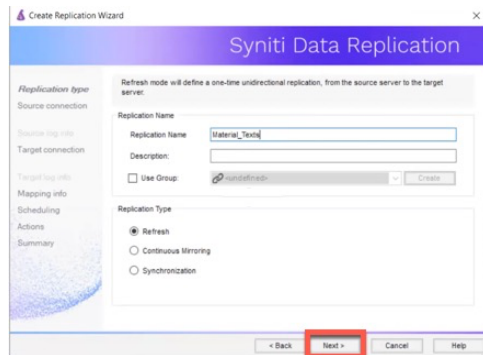 Create Replication Wizard
Syniti Data Replication
Replication type
Source connection
Source log info
Target connection
Target log info
Mapping info
Scheduling
Actions
Summary
Refresh mode will define a one-time unidirectional replication, from the source server to the target
server.
Replication Name
Replication Name
Material_Texts
Description:
Use Group:
<undefined>
Create
Replication Type
Refresh
Continuous Mirroring
Synchronization
< Back
Next >
Cancel
Help